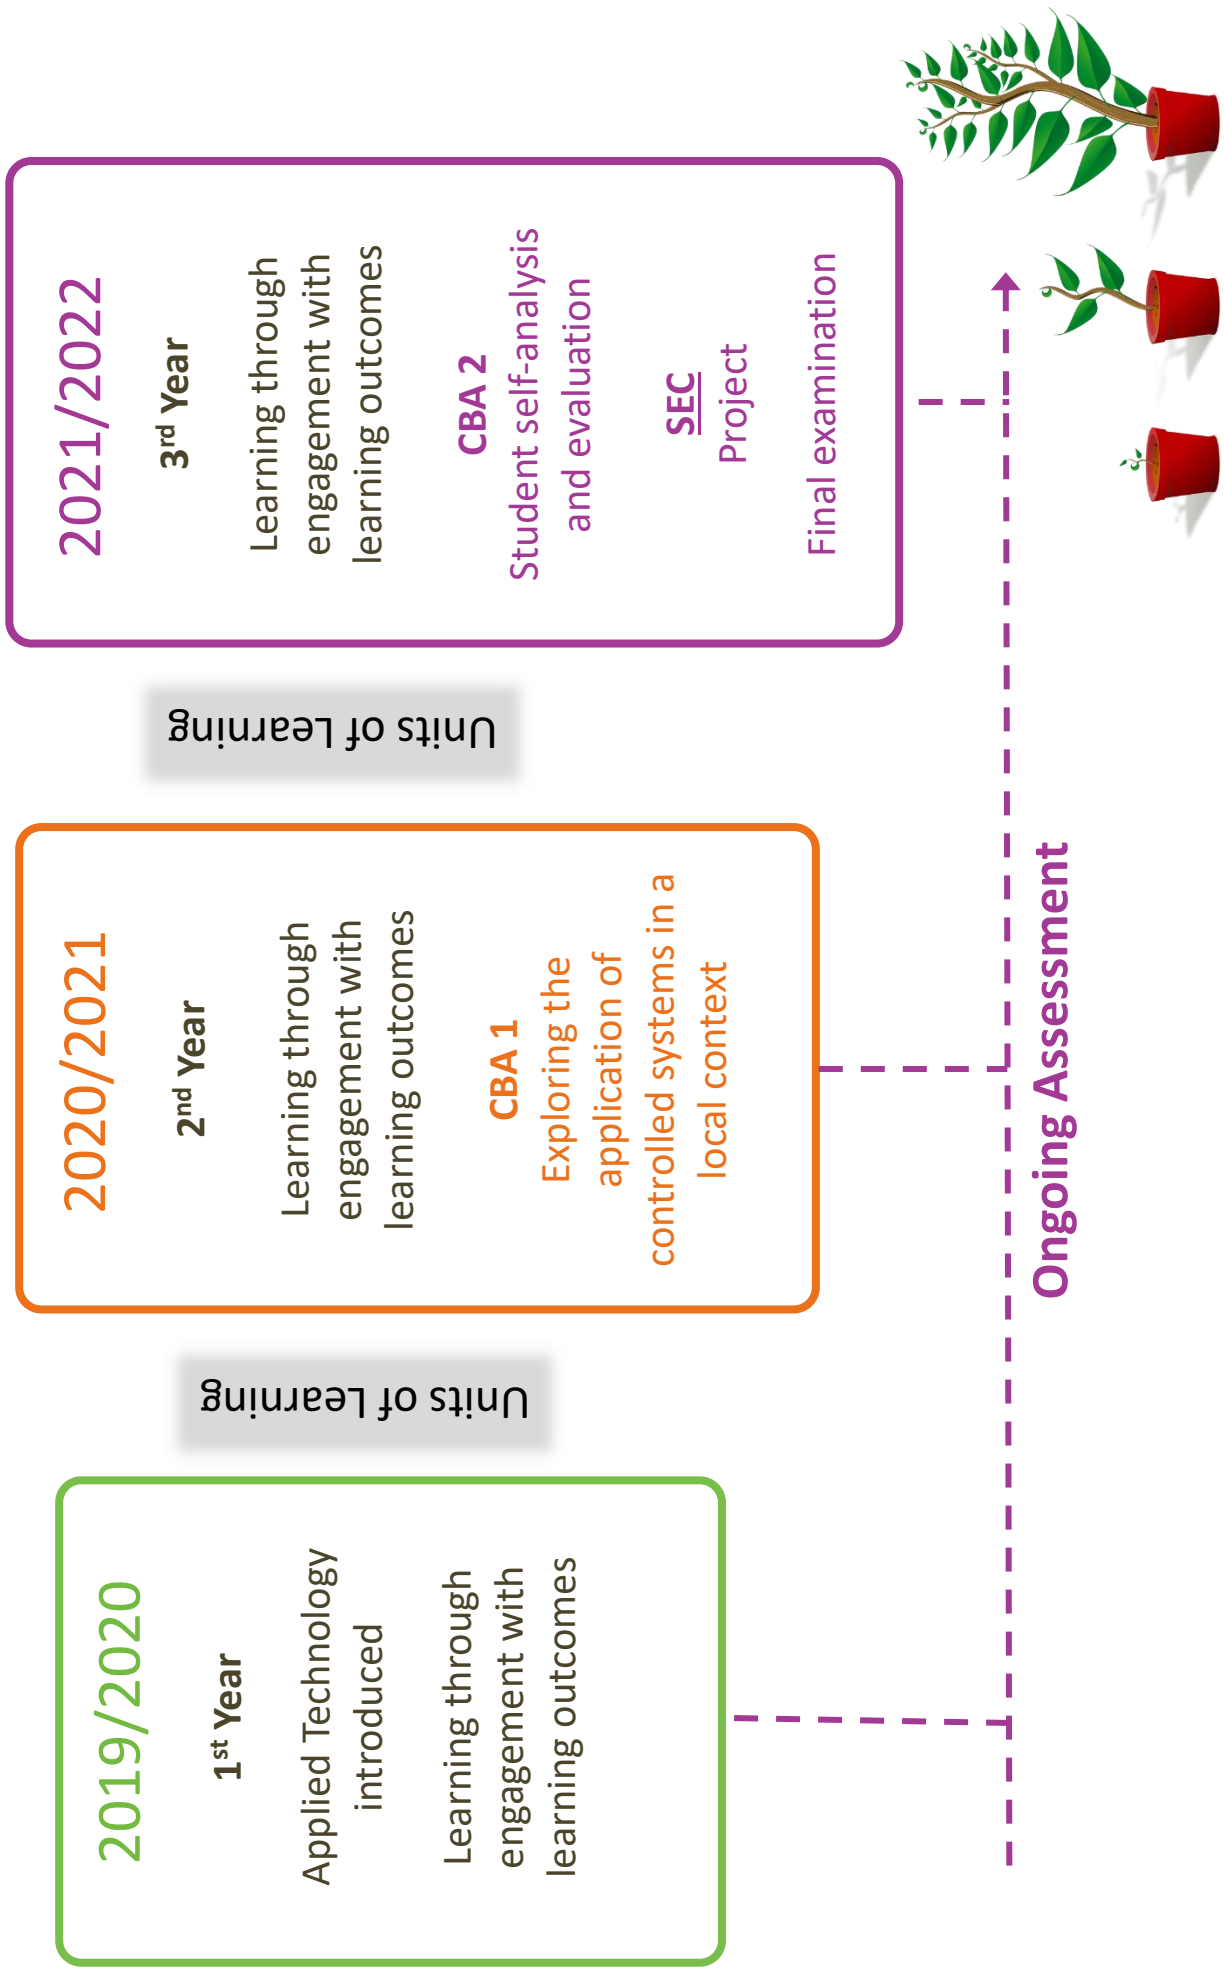 2019/2020
1st Year
Applied Technology
introduced
Learning through
engagement with
learning outcomes
Units of Learning
2020/2021
2nd Year
Learning through
engagement with
learning outcomes
CBA 1
Exploring the
application of
controlled systems in a
local context
Units of Learning
2021/2022
3rd Year
Learning through
engagement with
learning outcomes
CBA 2
Student self-analysis
and evaluation
SEC
Project
Final examination
Ongoing Assessment